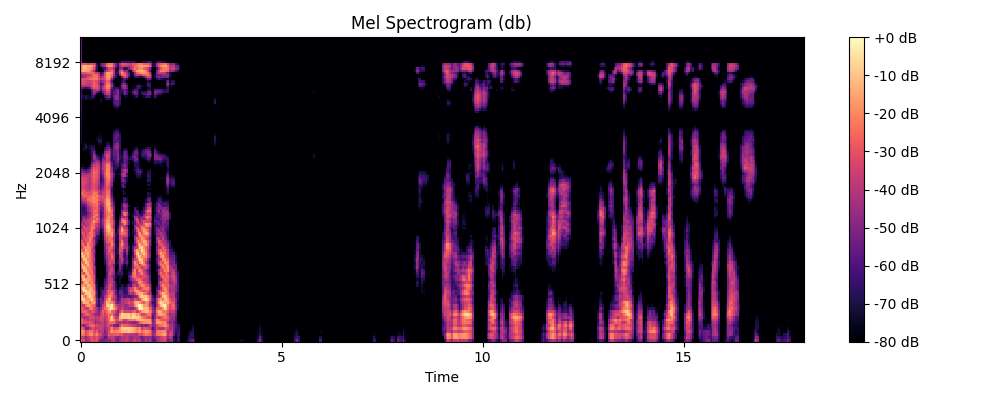 Mel Spectrogram (db)
8192
4096
2048
1024
512
0
Hz
0 5 10 15
Time
+0 dB
-10 dB
-20 dB
-30 dB
-40 dB
-50 dB
-60 dB
-70 dB
-80 dB